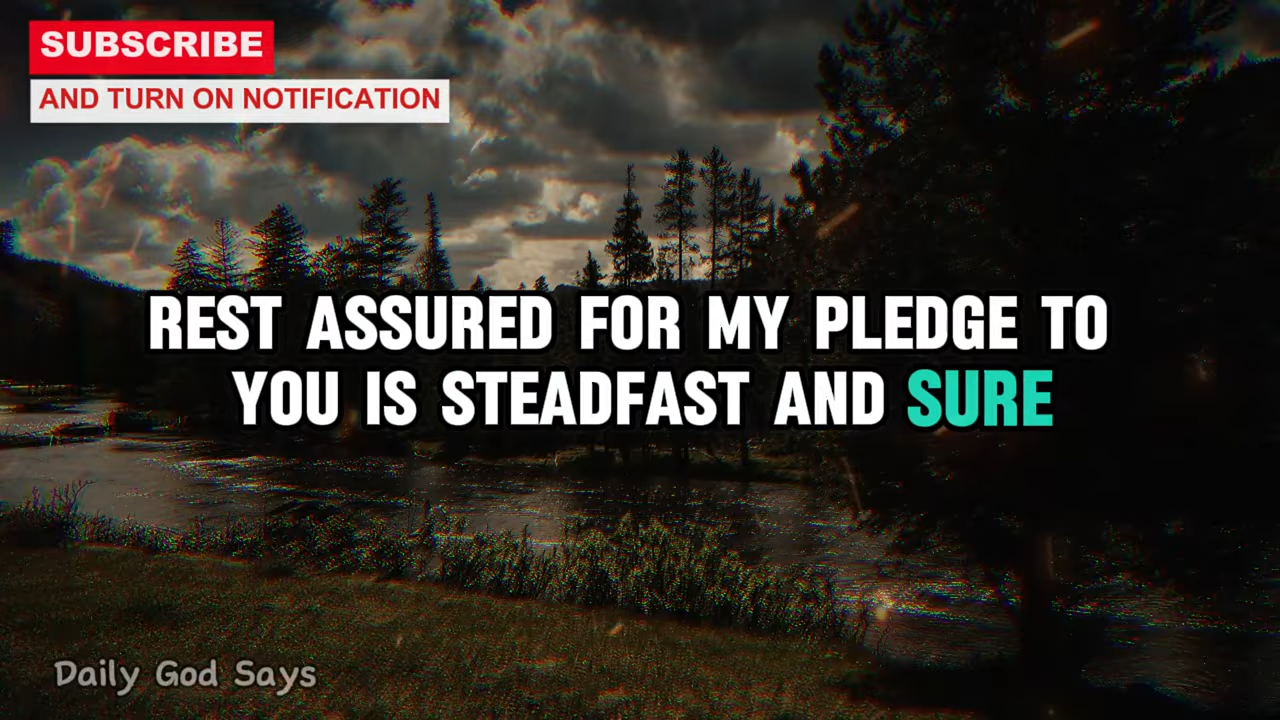 SUBSCRIBE
AND TURN ON NOTIFICATION
REST ASSURED FOR MY PLEDGE TO
YOU IS STEADFAST AND SURE
Daily God Says